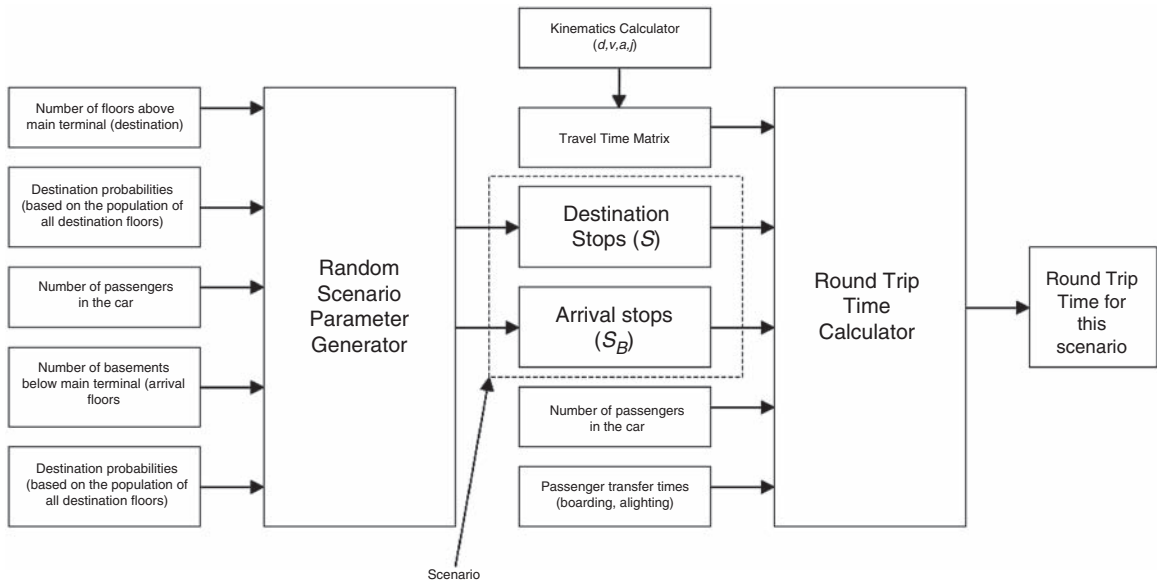 Kinematics Calculator
(d,v,a,j)
Number of floors above
main terminal (destination)
Destination probabilities
(based on the population of
all destination floors)
Number of passengers
in the car
Number of basements
below main terminal (arrival
floors
Destination probabilities
(based on the population of
all destination floors)
Random
Scenario
Parameter
Generator
Travel Time Matrix
Destination
Stops (S)
Arrival stops
(S_B)
Number of passengers
in the car
Passenger transfer times
(boarding, alighting)
Scenario
Round Trip
Time
Calculator
Round Trip
Time for
this
scenario